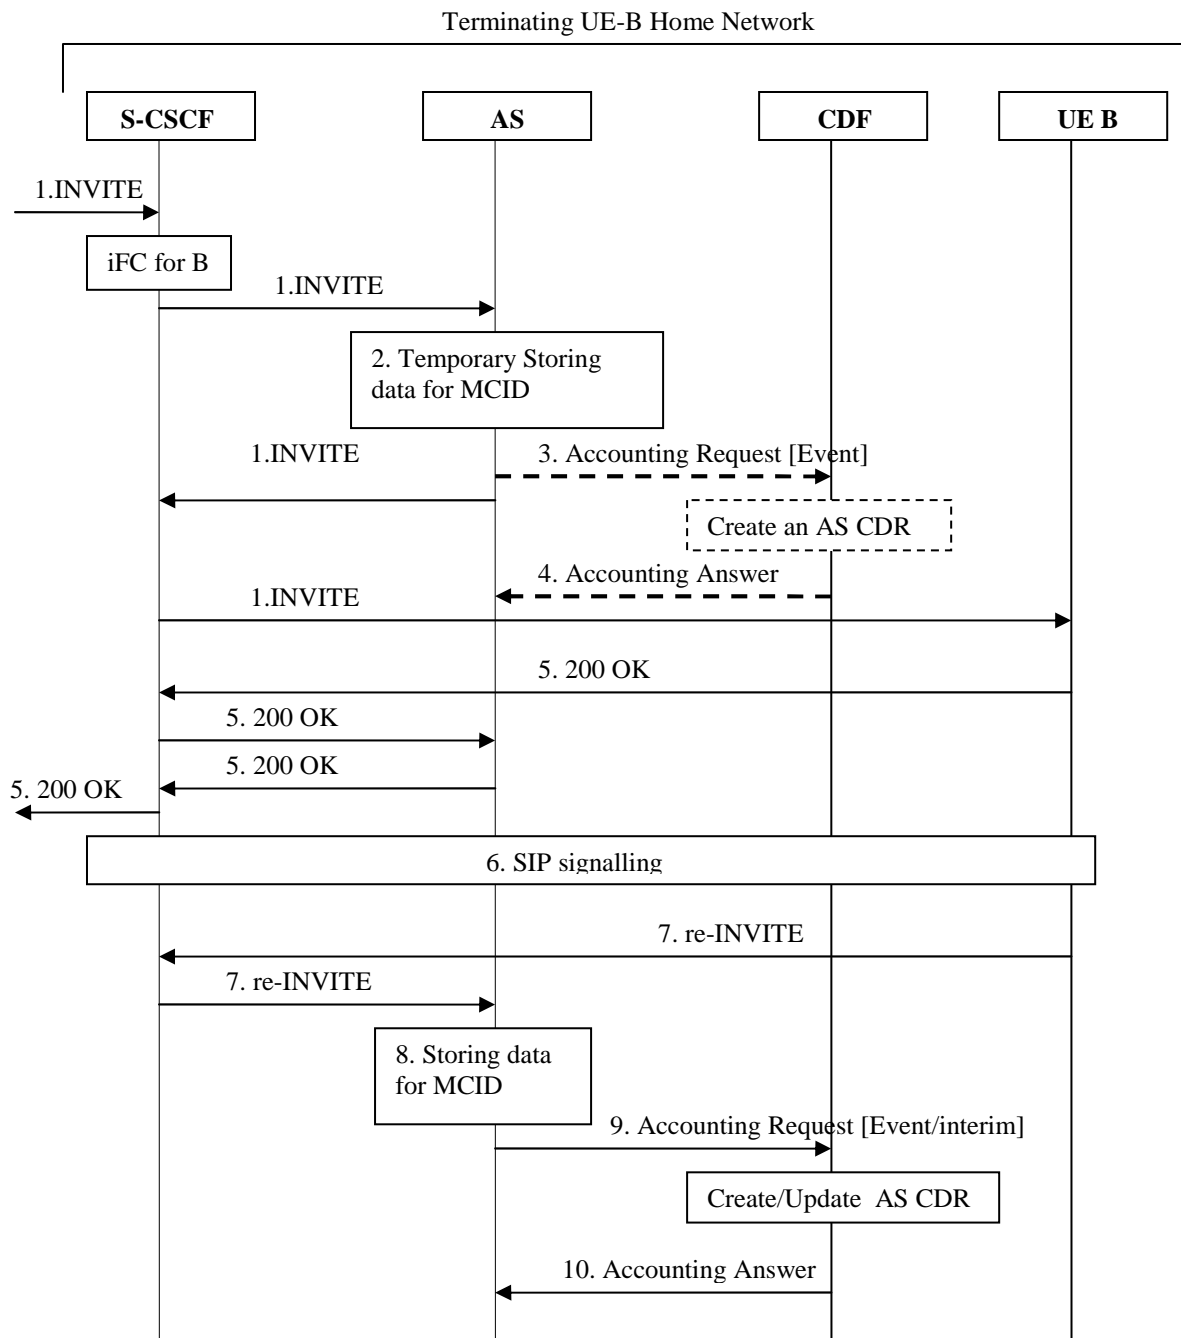 Terminating UE-B Home Network
S-CSCF
AS
CDF
UE B
1.INVITE
iFC for B
1.INVITE
2. Temporary Storing
data for MCID
1.INVITE
3. Accounting Request [Event]
Create an AS CDR
4. Accounting Answer
1.INVITE
5. 200 OK
5. 200 OK
5. 200 OK
5. 200 OK
6. SIP signalling
7. re-INVITE
7. re-INVITE
8. Storing data
for MCID
9. Accounting Request [Event/interim]
Create/Update AS CDR
10. Accounting Answer